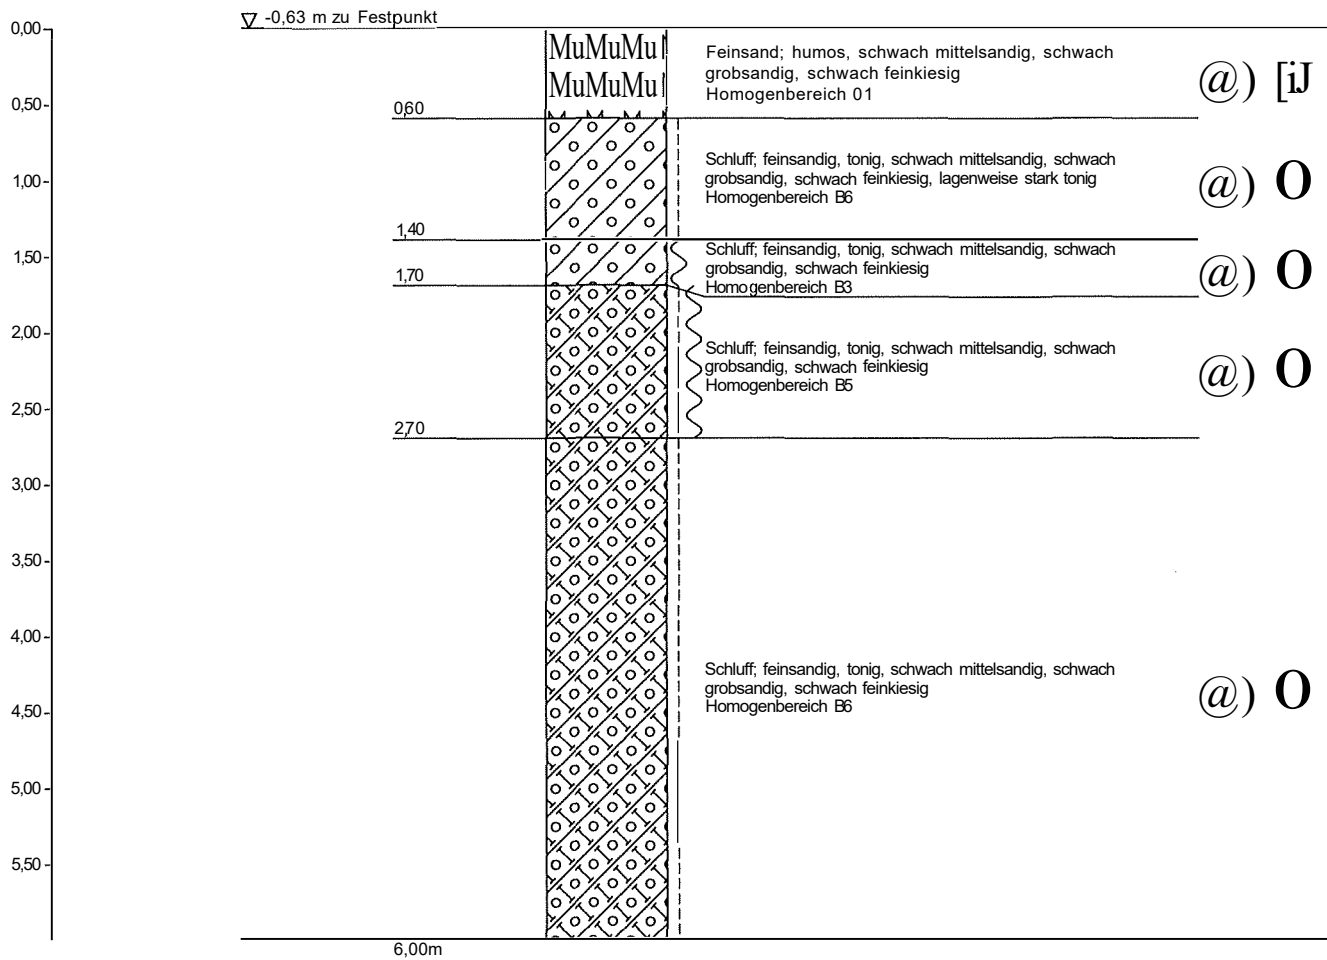 -0,63 m zu Festpunkt
0,00
MuMuMu
Feinsand; humos, schwach mittelsandig, schwach
grobsandig, schwach feinkiesig
Homogenbereich 01
@) [iJ
MuMuMu
0,50
0,60
Schluff; feinsandig, tonig, schwach mittelsandig, schwach
grobsandig, schwach feinkiesig, lagenweise stark tonig
Homogenbereich B6
@) O
1,00
1,40
Schluff; feinsandig, tonig, schwach mittelsandig, schwach
grobsandig, schwach feinkiesig
Homogenbereich B3
@) O
1,50
1,70
2,00
Schluff; feinsandig, tonig, schwach mittelsandig, schwach
grobsandig, schwach feinkiesig
Homogenbereich B5
@) O
2,50
2,70
3,00
3,50
4,00
Schluff; feinsandig, tonig, schwach mittelsandig, schwach
grobsandig, schwach feinkiesig
Homogenbereich B6
@) O
4,50
5,00
5,50
6,00m